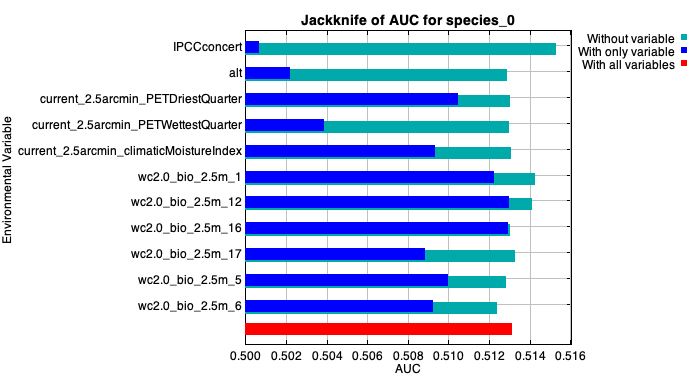 Jackknife of AUC for species_0
Without variable
With only variable
With all variables
Environmental Variable
IPCCconcert
alt
current_2.5arcmin_PETDriestQuarter
current_2.5arcmin_PETWettestQuarter
current_2.5arcmin_climaticMoistureIndex
wc2.0_bio_2.5m_1
wc2.0_bio_2.5m_12
wc2.0_bio_2.5m_16
wc2.0_bio_2.5m_17
wc2.0_bio_2.5m_5
wc2.0_bio_2.5m_6
0.500 0.502 0.504 0.506 0.508 0.510 0.512 0.514 0.516
AUC